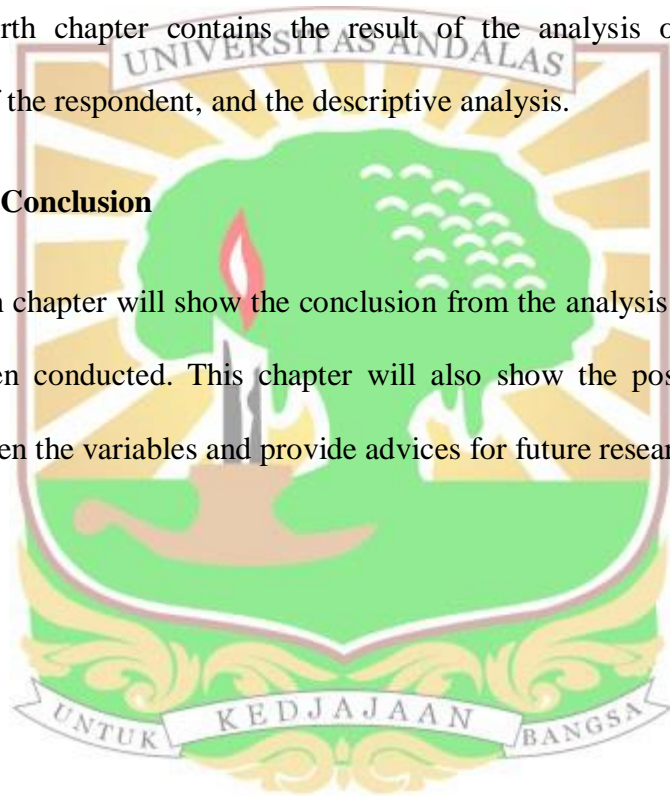 rth chapter contains the result of the analysis o
UNIVERSITAS ANDALAS
f the respondent, and the descriptive analysis.
Conclusion
n chapter will show the conclusion from the analysis
en conducted. This chapter will also show the pos
en the variables and provide advices for future resear
UNTUK KEDJAJAAN BANGSA